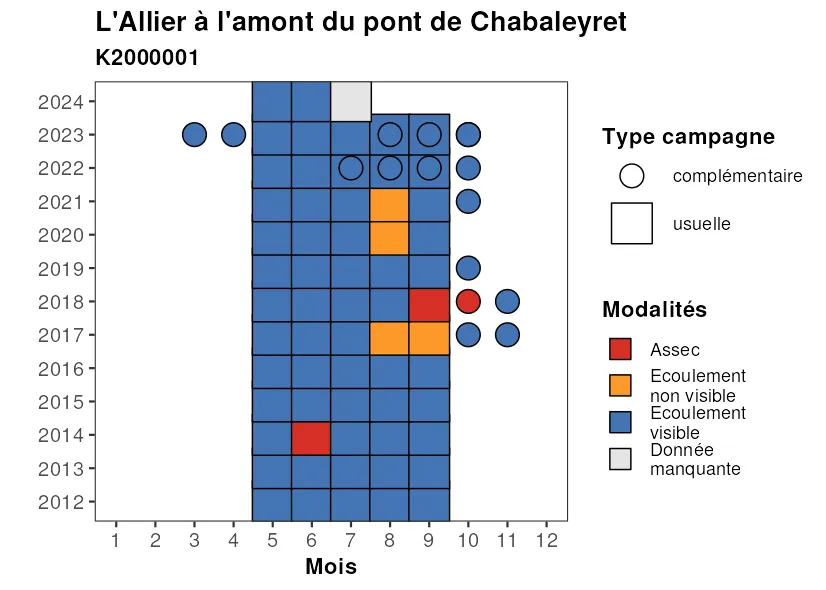 L'Allier à l'amont du pont de Chabaleyret
K2000001
2024
2023
2022
2021
2020
2019
2018
2017
2016
2015
2014
2013
2012
1 2 3 4 5 6 7 8 9 10 11 12
Mois
Type campagne
complémentaire
usuelle
Modalités
Assec
Ecoulement
non visible
Ecoulement
visible
Donnée
manquante